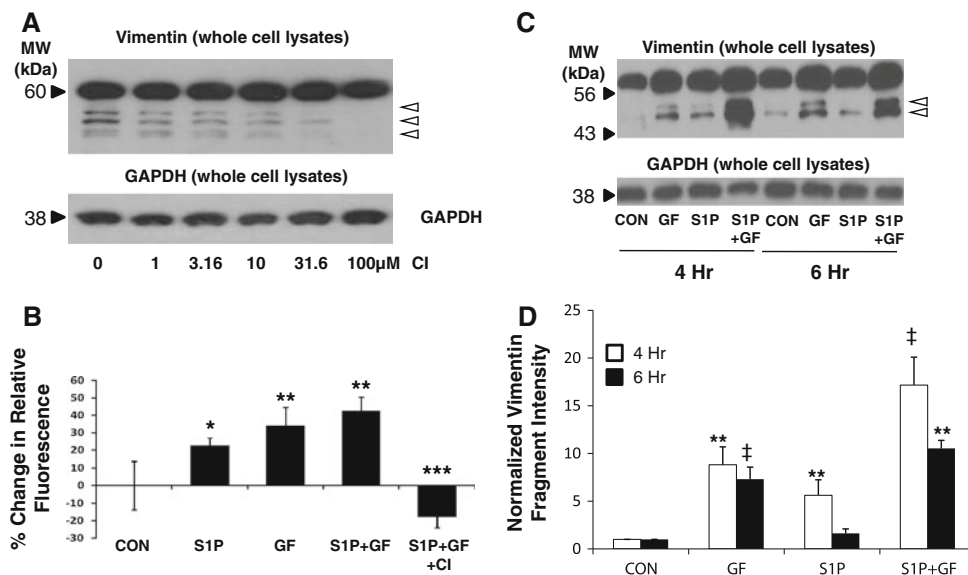 A
Vimentin (whole cell lysates)
MW
(kDa)
60
GAPDH (whole cell lysates)
38
GAPDH
0 1 3.16 10 31.6 100µM CI
B
% Change in Relative
Fluorescence
60
50
40
30
20
10
0
-10
-20
-30
* ** ** ***
CON S1P GF S1P+GF S1P+GF
+CI
C
Vimentin (whole cell lysates)
MW
(kDa)
56
43
GAPDH (whole cell lysates)
38
CON GF S1P S1P CON GF S1P S1P
+GF +GF
4 Hr 6 Hr
D
Normalized Vimentin
Fragment Intensity
25
20
15
10
5
0
4 Hr
6 Hr
** ‡ ** ‡ **
CON GF S1P S1P+GF